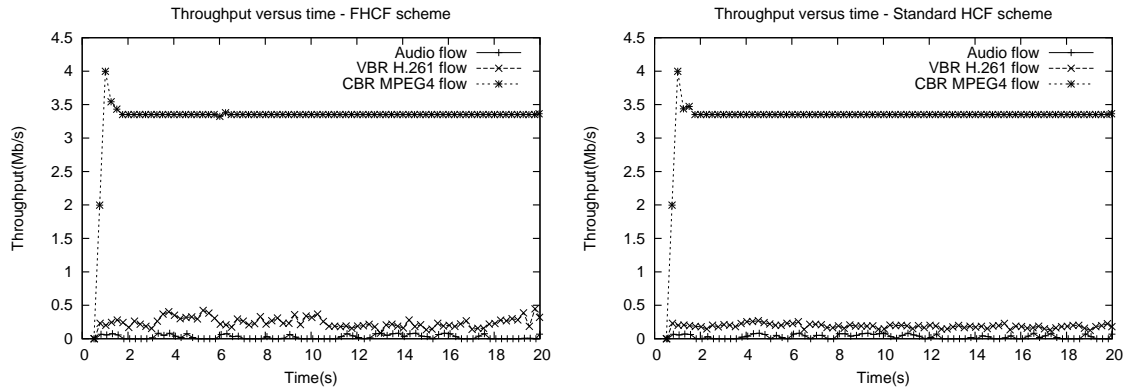 Throughput versus time - FHCF scheme
4.5
4
3.5
3
2.5
2
1.5
1
0.5
0
Throughput(Mb/s)
Audio flow
VBR H.261 flow
CBR MPEG4 flow
0 2 4 6 8 10 12 14 16 18 20
Time(s)
Throughput versus time - Standard HCF scheme
4.5
4
3.5
3
2.5
2
1.5
1
0.5
0
Throughput(Mb/s)
Audio flow
VBR H.261 flow
CBR MPEG4 flow
0 2 4 6 8 10 12 14 16 18 20
Time(s)